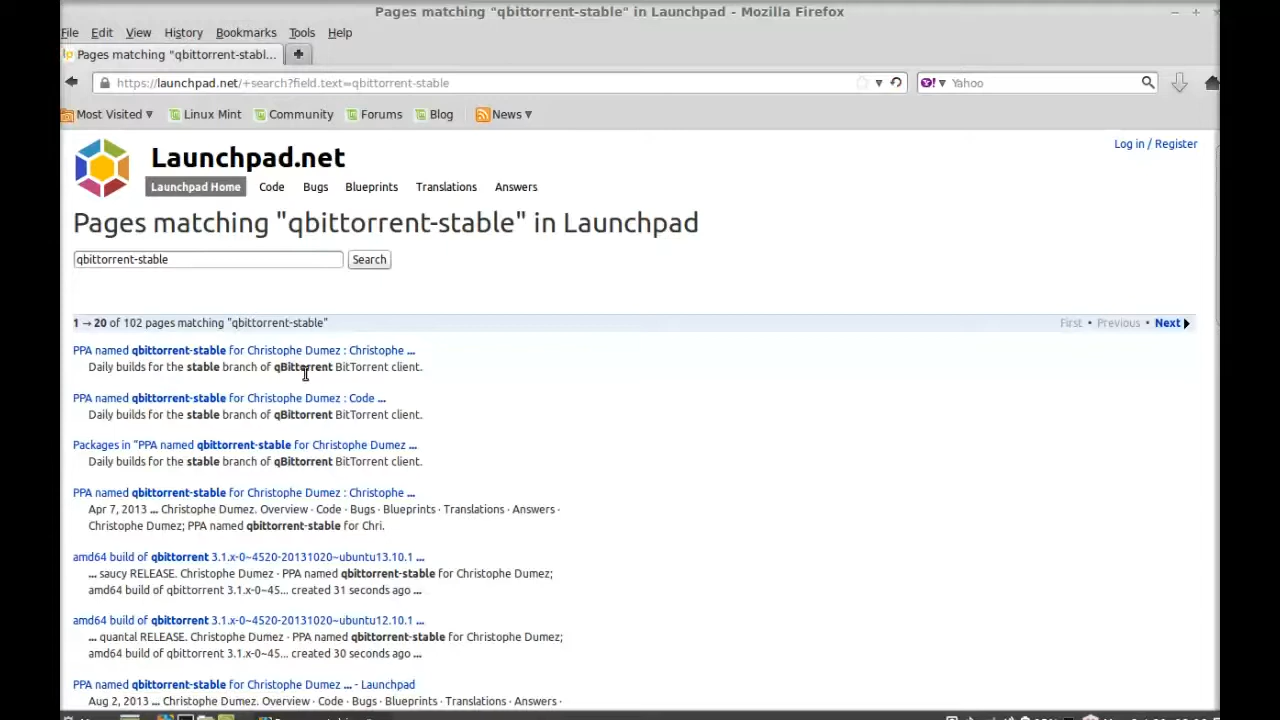 Pages matching "qbittorrent-stable" in Launchpad - Mozilla Firefox
File Edit View History Bookmarks Tools Help
Pages matching "qbittorrent-stabl...
https://launchpad.net/+search?field.text=qbittorrent-stable
Yahoo
Most Visited Linux Mint Community Forums Blog News
Log in / Register
Launchpad.net
Launchpad Home Code Bugs Blueprints Translations Answers
Pages matching "qbittorrent-stable" in Launchpad
qbittorrent-stable Search
1 → 20 of 102 pages matching "qbittorrent-stable" First • Previous • Next
PPA named qbittorrent-stable for Christophe Dumez : Christophe ...
Daily builds for the stable branch of qBittorrent BitTorrent client.
PPA named qbittorrent-stable for Christophe Dumez : Code ...
Daily builds for the stable branch of qBittorrent BitTorrent client.
Packages in “PPA named qbittorrent-stable for Christophe Dumez ...
Daily builds for the stable branch of qBittorrent BitTorrent client.
PPA named qbittorrent-stable for Christophe Dumez : Christophe ...
Apr 7, 2013 ... Christophe Dumez. Overview · Code · Bugs · Blueprints · Translations · Answers ·
Christophe Dumez; PPA named qbittorrent-stable for Chri.
amd64 build of qbittorrent 3.1.x-0~4520-20131020~ubuntu13.10.1 ...
... saucy RELEASE. Christophe Dumez · PPA named qbittorrent-stable for Christophe Dumez;
amd64 build of qbittorrent 3.1.x-0~45... created 31 seconds ago ...
amd64 build of qbittorrent 3.1.x-0~4520-20131020~ubuntu12.10.1 ...
... quantal RELEASE. Christophe Dumez · PPA named qbittorrent-stable for Christophe Dumez;
amd64 build of qbittorrent 3.1.x-0~45... created 30 seconds ago ...
PPA named qbittorrent-stable for Christophe Dumez ... - Launchpad
Aug 2, 2013 ... Christophe Dumez. Overview · Code · Bugs · Blueprints · Translations · Answers ·